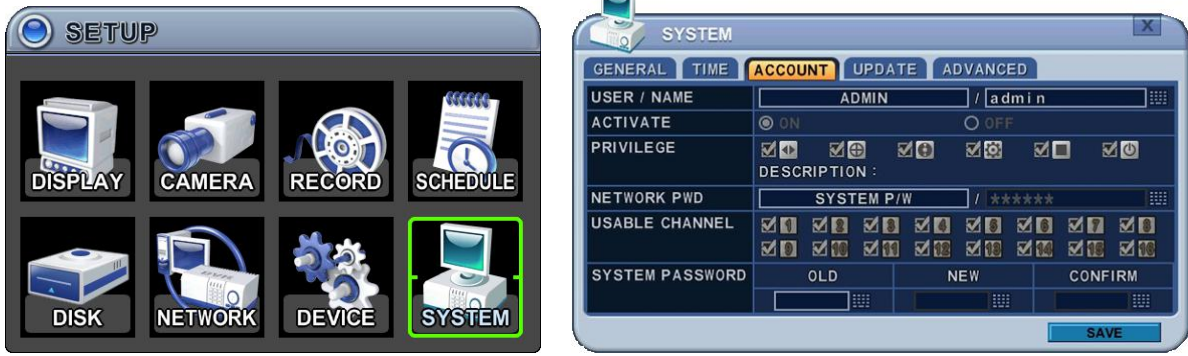 SETUP
DISPLAY CAMERA RECORD SCHEDULE
DISK NETWORK DEVICE SYSTEM
SYSTEM X
GENERAL TIME ACCOUNT UPDATE ADVANCED
USER / NAME ADMIN / admin
ACTIVATE ON OFF
PRIVILEGE
DESCRIPTION :
NETWORK PWD SYSTEM P/W / ******
USABLE CHANNEL 1 2 3 4 5 6 7 8
9 10 11 12 13 14 15 16
SYSTEM PASSWORD OLD NEW CONFIRM
SAVE